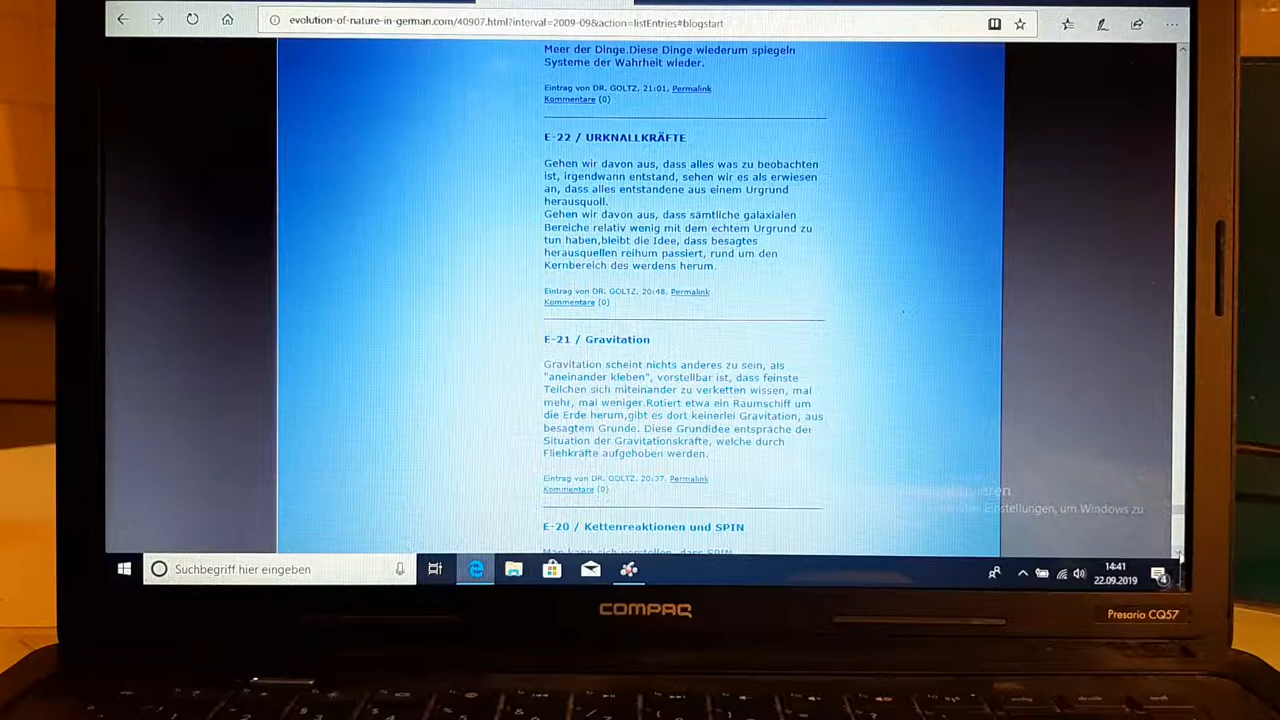 evolution-of-nature-in-german.com/40907.html?interval=2009-09&action=listEntries#blogstart
Meer der Dinge.Diese Dinge wiederum spiegeln
Systeme der Wahrheit wieder.
Eintrag von DR. GOLTZ, 21:01, Permalink
Kommentare (0)
E-22 / URKNALLKRÄFTE
Gehen wir davon aus, dass alles was zu beobachten
ist, irgendwann entstand, sehen wir es als erwiesen
an, dass alles entstandene aus einem Urgrund
herausquoll.
Gehen wir davon aus, dass sämtliche galaxialen
Bereiche relativ wenig mit dem echtem Urgrund zu
tun haben,bleibt die Idee, dass besagtes
herausquellen reihum passiert, rund um den
Kernbereich des werdens herum.
Eintrag von DR. GOLTZ, 20:48, Permalink
Kommentare (0)
E-21 / Gravitation
Gravitation scheint nichts anderes zu sein, als
"aneinander kleben", vorstellbar ist, dass feinste
Teilchen sich miteinander zu verketten wissen, mal
mehr, mal weniger.Rotiert etwa ein Raumschiff um
die Erde herum,gibt es dort keinerlei Gravitation, aus
besagtem Grunde. Diese Grundidee entspräche der
Situation der Gravitationskräfte, welche durch
Fliehkräfte aufgehoben werden.
Eintrag von DR. GOLTZ, 20:37, Permalink
Kommentare (0)
E-20 / Kettenreaktionen und SPIN
Man kann sich vorstellen, dass SPIN
Einstellungen, um Windows zu
Suchbegriff hier eingeben
14:41
22.09.2019
4
COMPAQ
Presario CQ57